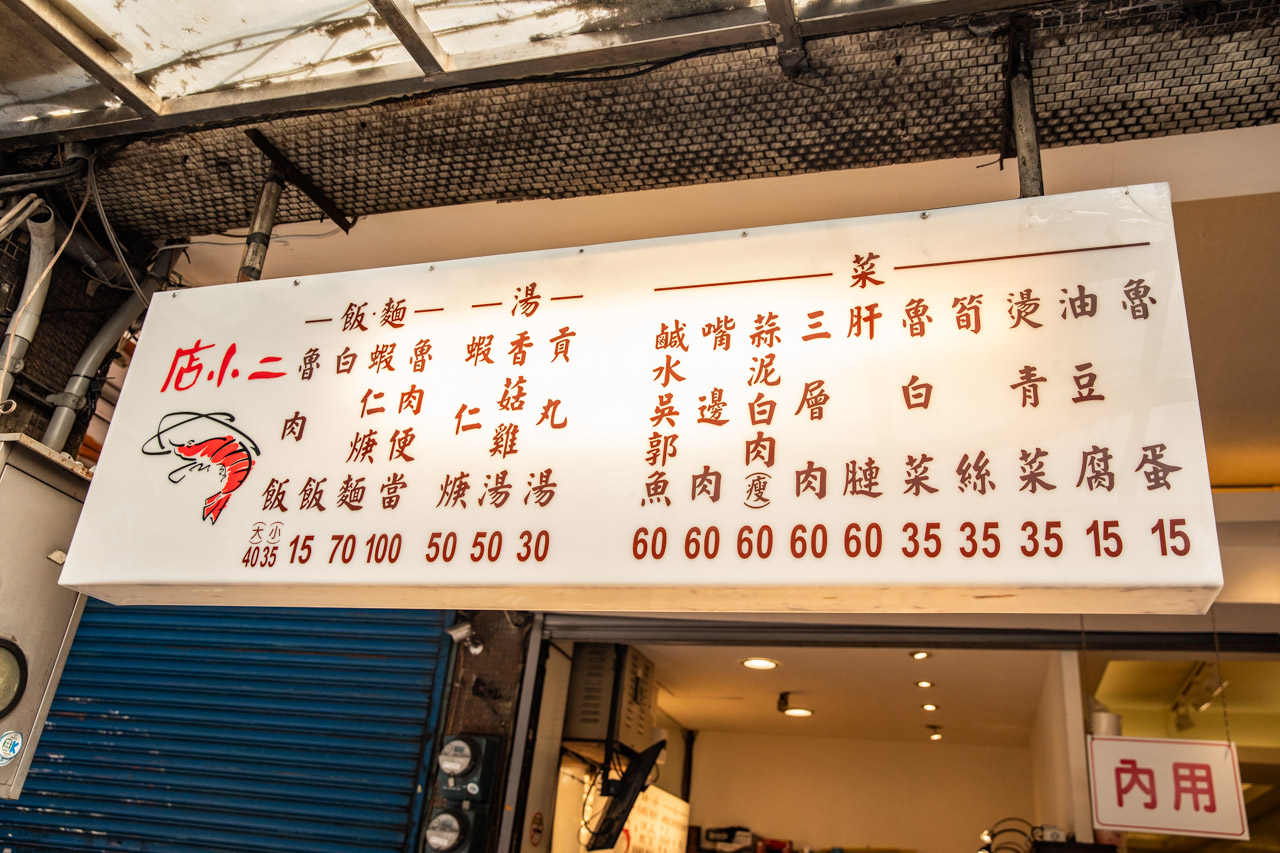 二小店
飯·麵
魯肉飯 (大)40 (小)35
白飯 15
蝦仁焿麵 70
魯肉便當 100
湯
蝦仁焿 50
香菇雞湯 50
貢丸湯 30
菜
鹹水吳郭魚 60
嘴邊肉 60
蒜泥白肉(瘦) 60
三層肉 60
肝腱 60
魯白菜 35
筍絲 35
燙青菜 35
油豆腐 15
魯蛋 15
內用